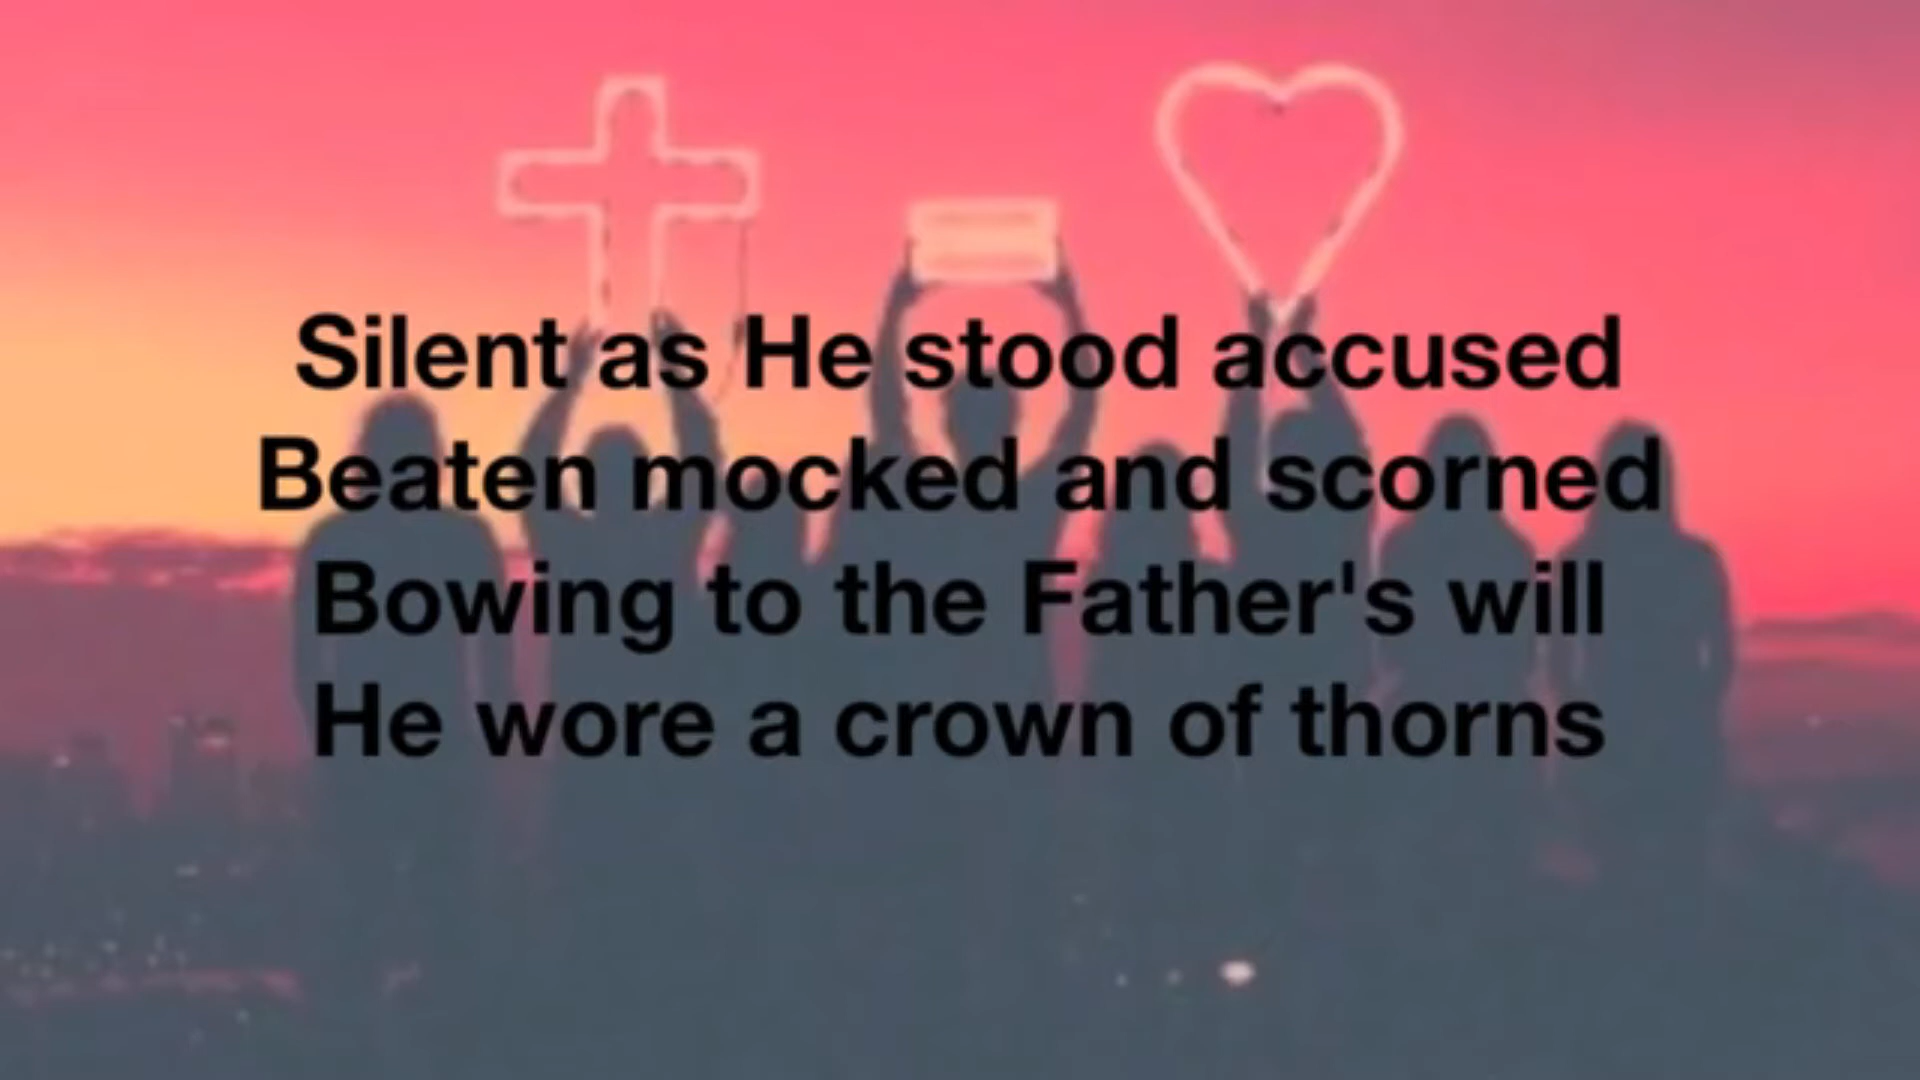 Silent as He stood accused
Beaten mocked and scorned
Bowing to the Father's will
He wore a crown of thorns